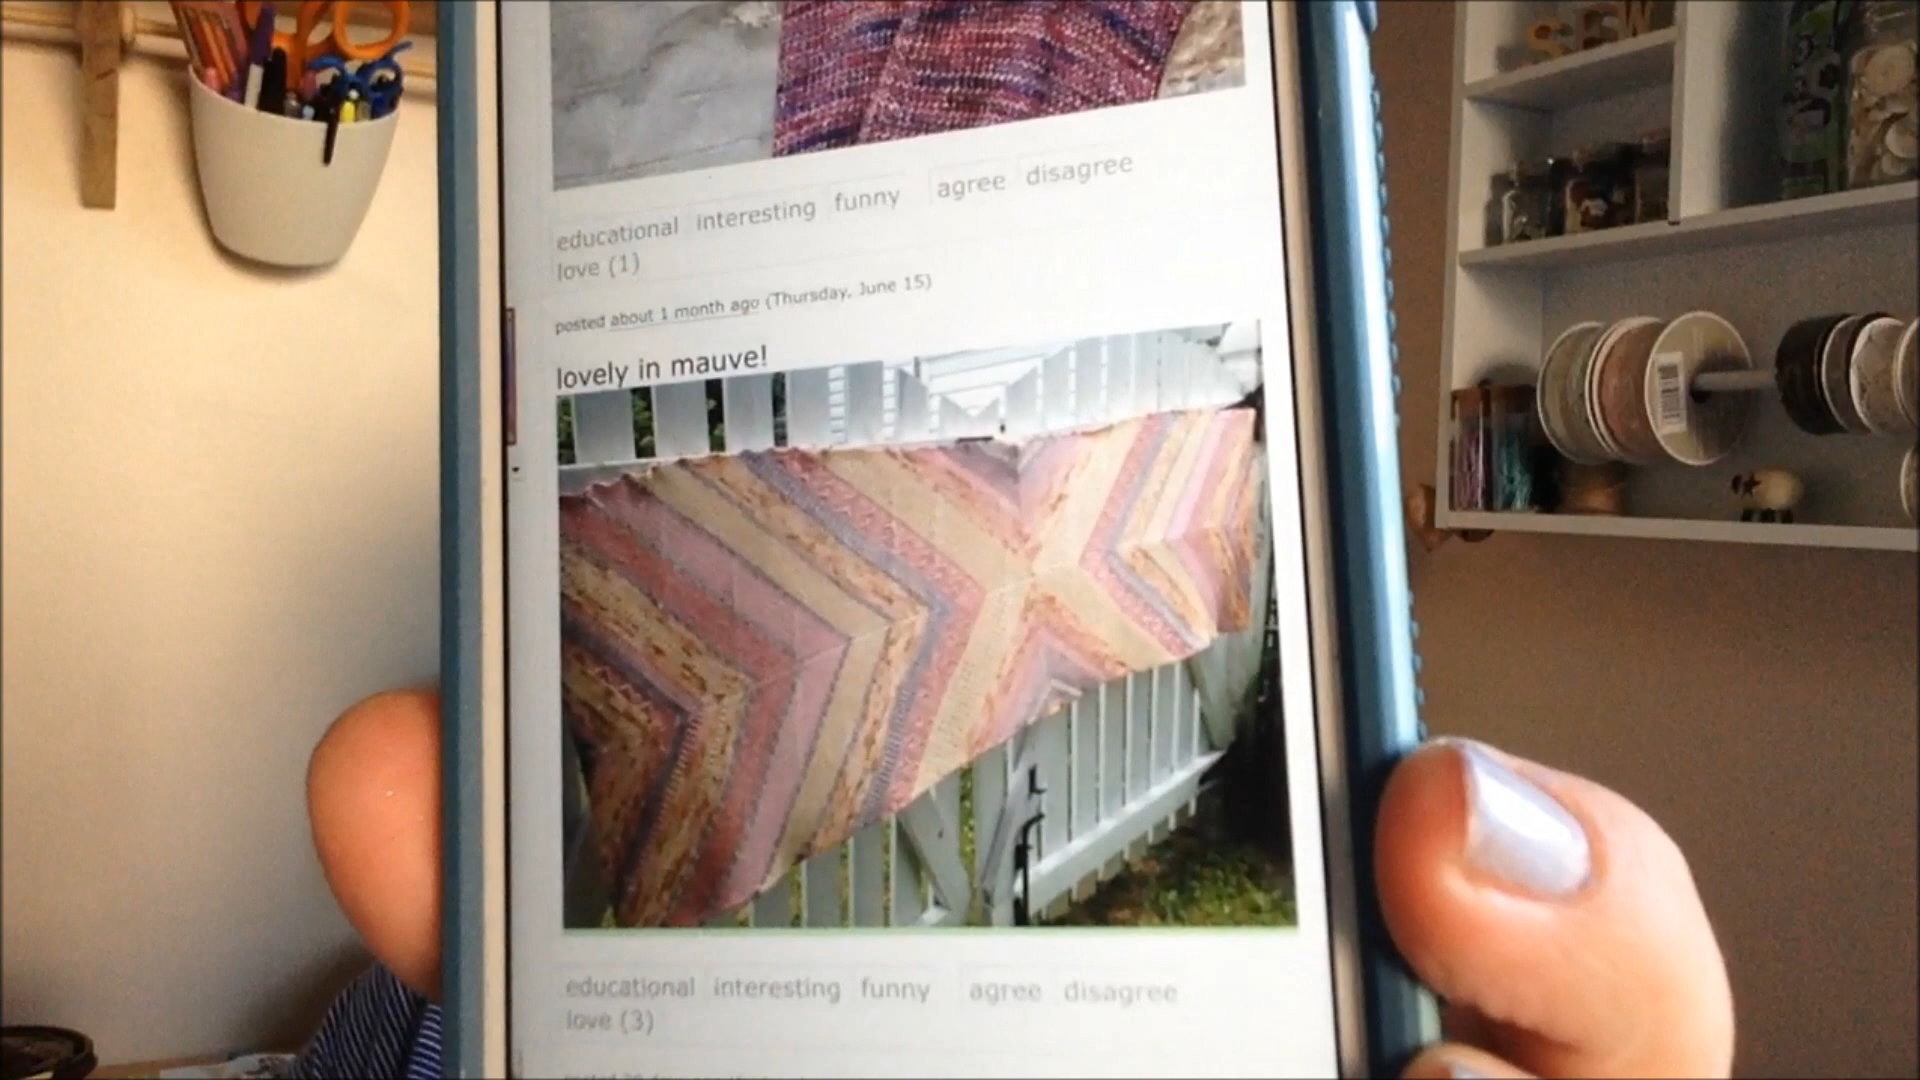 SEW
educational interesting funny agree disagree
love (1)
posted about 1 month ago (Thursday, June 15)
lovely in mauve!
educational interesting funny agree disagree
love (3)